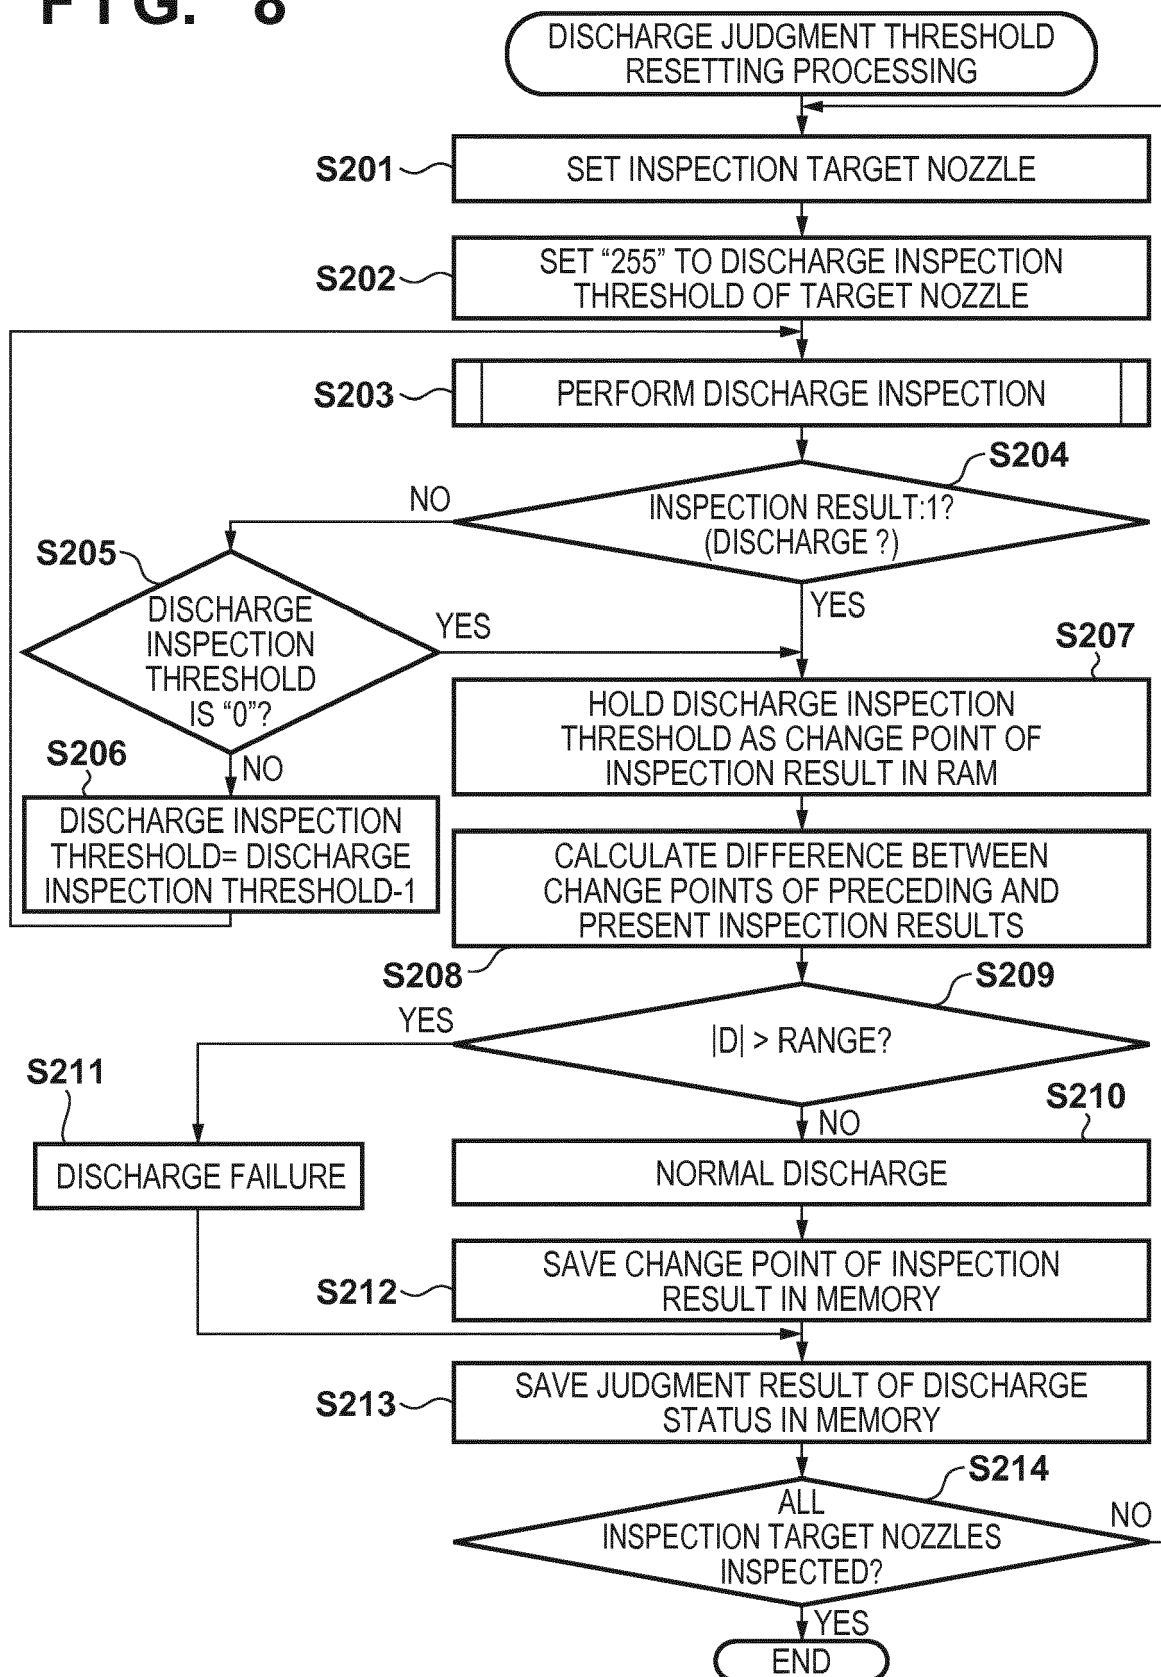 FIG. 8
DISCHARGE JUDGMENT THRESHOLD
RESETTING PROCESSING
S201
SET INSPECTION TARGET NOZZLE
S202
SET “255” TO DISCHARGE INSPECTION
THRESHOLD OF TARGET NOZZLE
S203
PERFORM DISCHARGE INSPECTION
S204
INSPECTION RESULT:1?
(DISCHARGE ?)
NO
YES
S205
DISCHARGE
INSPECTION
THRESHOLD
IS “0”?
YES
NO
S206
DISCHARGE INSPECTION
THRESHOLD= DISCHARGE
INSPECTION THRESHOLD-1
S207
HOLD DISCHARGE INSPECTION
THRESHOLD AS CHANGE POINT OF
INSPECTION RESULT IN RAM
CALCULATE DIFFERENCE BETWEEN
CHANGE POINTS OF PRECEDING AND
PRESENT INSPECTION RESULTS
S208
S209
YES
|D| > RANGE?
NO
S211
DISCHARGE FAILURE
S210
NORMAL DISCHARGE
S212
SAVE CHANGE POINT OF INSPECTION
RESULT IN MEMORY
S213
SAVE JUDGMENT RESULT OF DISCHARGE
STATUS IN MEMORY
S214
ALL
INSPECTION TARGET NOZZLES
INSPECTED?
NO
YES
END